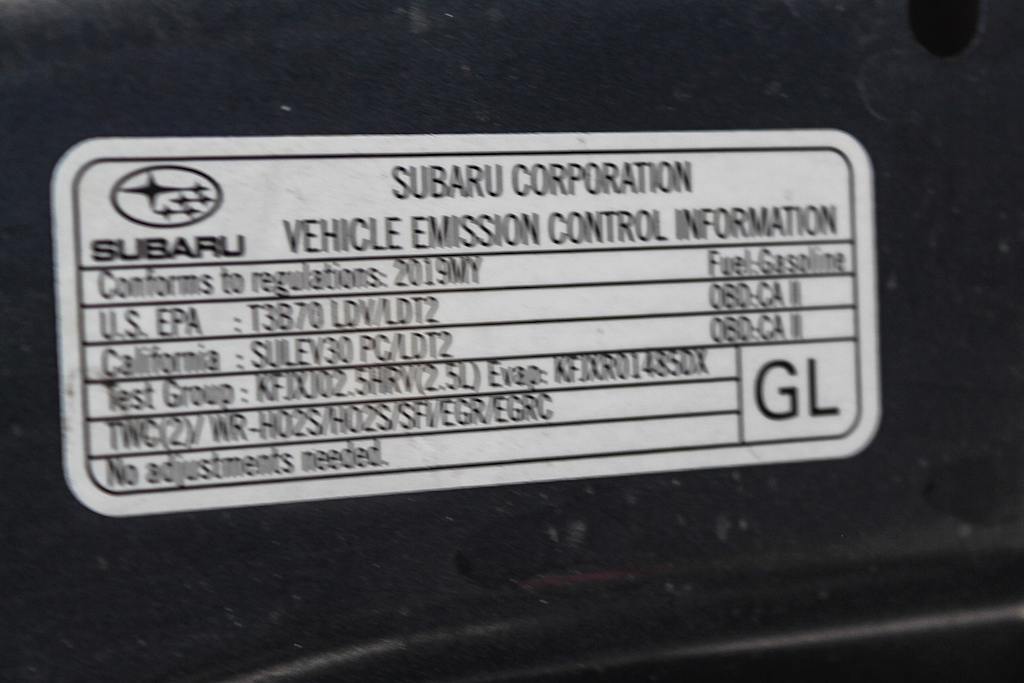 SUBARU
SUBARU CORPORATION
VEHICLE EMISSION CONTROL INFORMATION
Conforms to regulations: 2019MY Fuel:Gasoline
U.S. EPA : T3B70 LDV/LDT2 OBD:CA II
California : SULEV30 PC/LDT2 OBD:CA II
Test Group : KFJXJ02.5HRV(2.5L) Evap: KFJXR01485DX
TWC(2)/ WR-HO2S/HO2S/SFI/EGR/EGRC
No adjustments needed.
GL